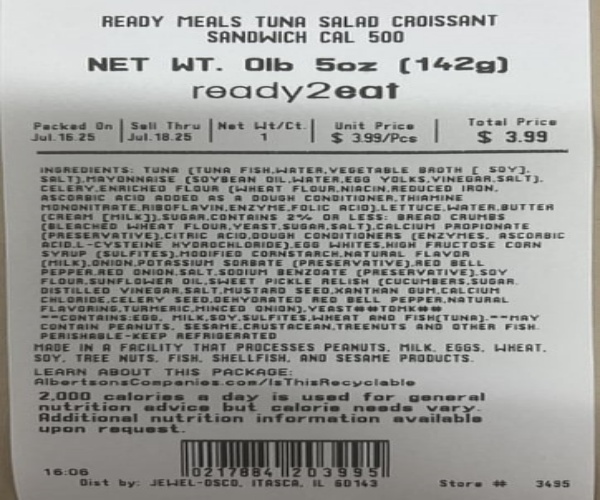 READY MEALS TUNA SALAD CROISSANT
SANDWICH CAL 500
NET WT. 0lb 5oz (142g)
ready2eat
Packed On | Sell Thru | Net Wt/Ct. | Unit Price | Total Price
Jul.16.25 | Jul.18.25 | 1 | $ 3.99/Pcs | $ 3.99
INGREDIENTS: TUNA (TUNA FISH,WATER,VEGETABLE BROTH [ SOY],
SALT),MAYONNAISE (SOYBEAN OIL,WATER,EGG YOLKS,VINEGAR,SALT),
CELERY,ENRICHED FLOUR (WHEAT FLOUR,NIACIN,REDUCED IRON,
ASCORBIC ACID ADDED AS A DOUGH CONDITIONER,THIAMINE
MONONITRATE,RIBOFLAVIN,ENZYME,FOLIC ACID),LETTUCE,WATER,BUTTER
(CREAM [MILK]),SUGAR,CONTAINS 2% OR LESS: BREAD CRUMBS
(BLEACHED WHEAT FLOUR,YEAST,SUGAR,SALT),CALCIUM PROPIONATE
(PRESERVATIVE),CITRIC ACID,DOUGH CONDITIONERS (ENZYMES, ASCORBIC
ACID,L-CYSTEINE HYDROCHLORIDE),EGG WHITES,HIGH FRUCTOSE CORN
SYRUP (SULFITES),MODIFIED CORNSTARCH,NATURAL FLAVOR
(MILK),ONION,POTASSIUM SORBATE (PRESERVATIVE),RED BELL
PEPPER,RED ONION,SALT,SODIUM BENZOATE (PRESERVATIVE),SOY
FLOUR,SUNFLOWER OIL,SWEET PICKLE RELISH (CUCUMBERS,SUGAR,
DISTILLED VINEGAR,SALT,MUSTARD SEED,XANTHAN GUM,CALCIUM
CHLORIDE,CELERY SEED,DEHYDRATED RED BELL PEPPER,NATURAL
FLAVORING,TURMERIC,MINCED ONION),YEAST
**CONTAINS:EGG, MILK,SOY,SULFITES,WHEAT AND FISH(TUNA).**MAY
CONTAIN PEANUTS, SESAME,CRUSTACEAN,TREENUTS AND OTHER FISH.
PERISHABLE-KEEP REFRIGERATED
MADE IN A FACILITY THAT PROCESSES PEANUTS, MILK, EGGS, WHEAT,
SOY, TREE NUTS, FISH, SHELLFISH, AND SESAME PRODUCTS.
LEARN ABOUT THIS PACKAGE:
AlbertsonsCompanies.com/IsThisRecyclable
2,000 calories a day is used for general
nutrition advice but calorie needs vary.
Additional nutrition information available
upon request.
0 217884 203995
16:06
Dist by: JEWEL-OSCO, ITASCA, IL 60143 Store # 3495